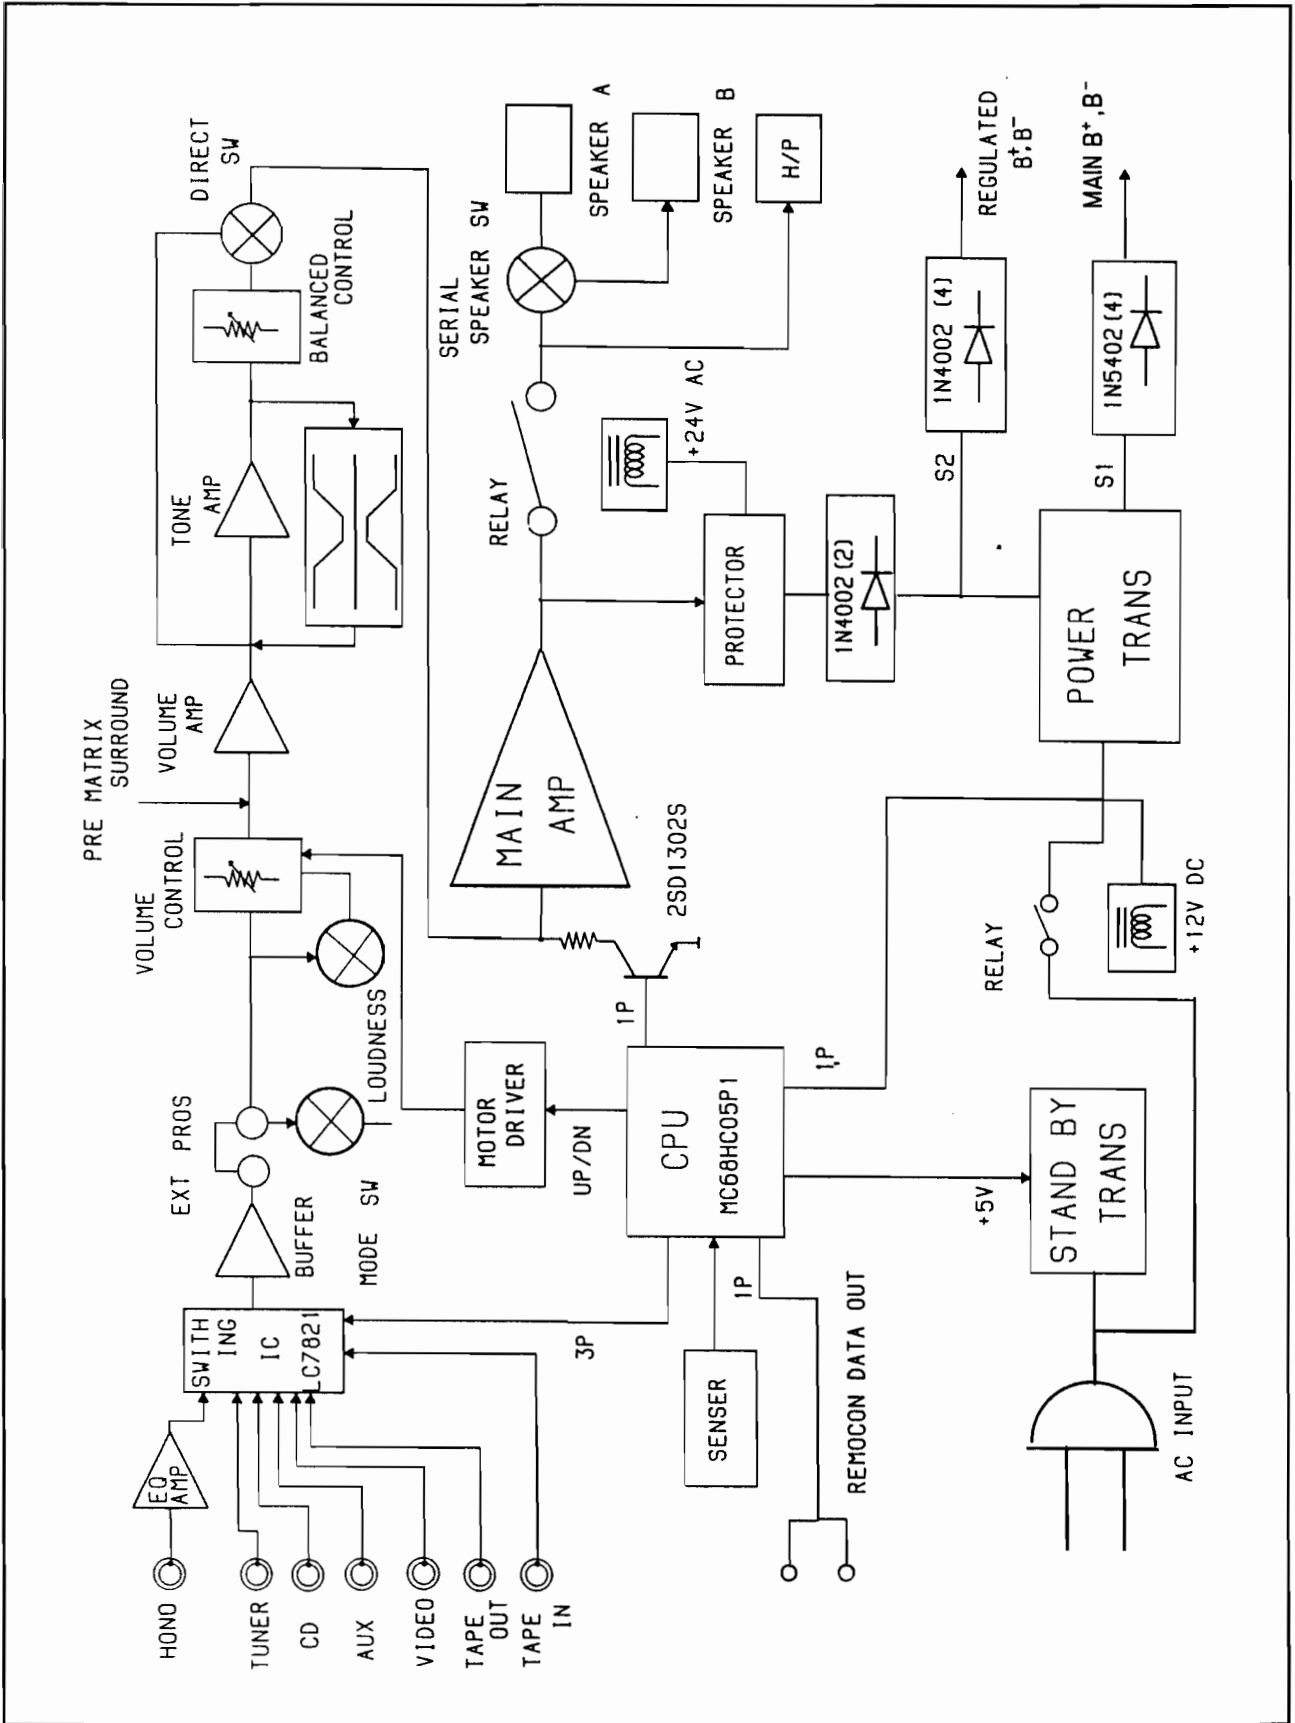 HONO
TUNER
CD
AUX
VIDEO
TAPE
OUT
TAPE
IN
EQ
AMP
SWITH
ING
IC
LC7821
BUFFER
MODE SW
EXT PROS
LOUDNESS
VOLUME
CONTROL
PRE MATRIX
SURROUND
VOLUME
AMP
TONE
AMP
BALANCED
CONTROL
DIRECT
SW
MOTOR
DRIVER
UP/DN
3P
CPU
MC68HC05P1
1P
1P
1P
SENSER
REMOCON DATA OUT
2SD1302S
MAIN
AMP
RELAY
SERIAL
SPEAKER SW
SPEAKER A
SPEAKER B
H/P
+24V AC
PROTECTOR
1N4002 (2)
1N4002 (4)
S2
REGULATED
B+,B-
1N5402 (4)
S1
MAIN B+,B-
POWER
TRANS
RELAY
+12V DC
+5V
STAND BY
TRANS
AC INPUT